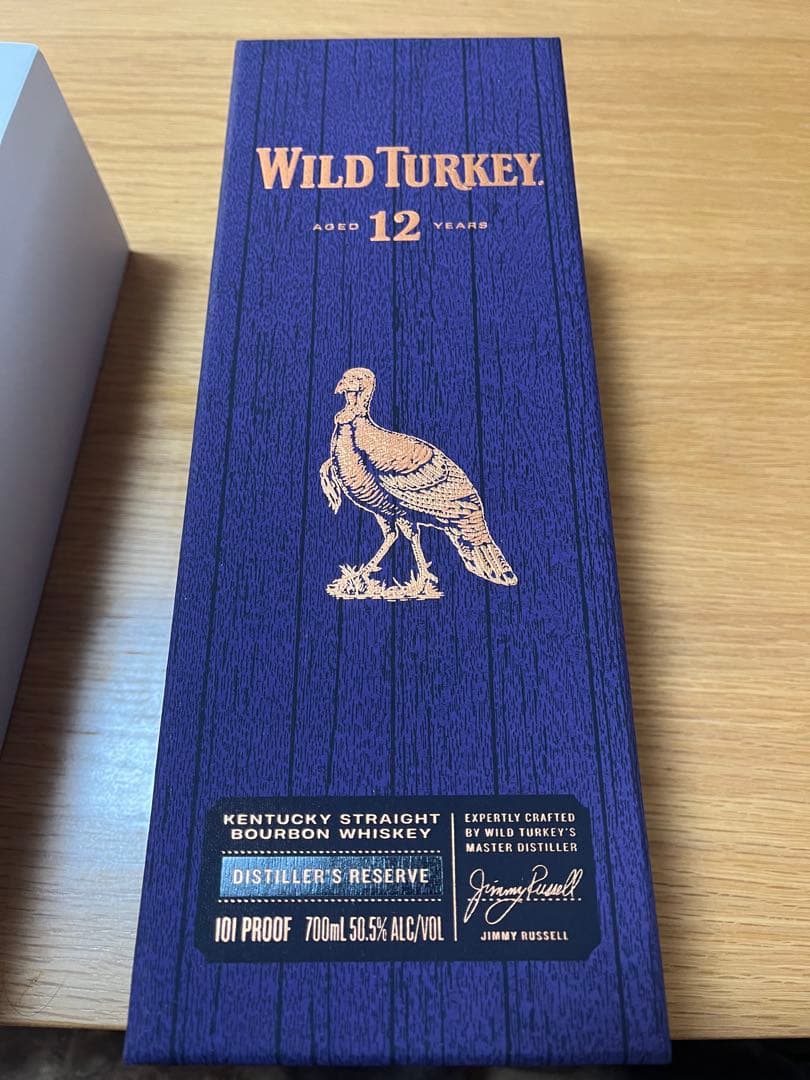 WILD TURKEY.
AGED 12 YEARS
KENTUCKY STRAIGHT
BOURBON WHISKEY
DISTILLER'S RESERVE
101 PROOF 700mL 50.5% ALC/VOL
EXPERTLY CRAFTED
BY WILD TURKEY'S
MASTER DISTILLER
Jimmy Russell
JIMMY RUSSELL